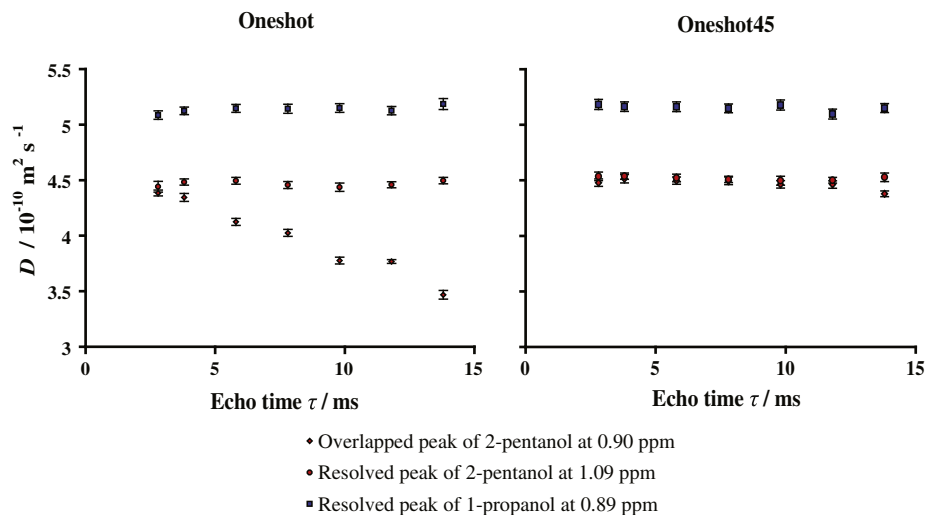 Oneshot
Oneshot45
D / 10⁻¹⁰ m² s⁻¹
5.5
5
4.5
4
3.5
3
0 5 10 15
0 5 10 15
Echo time τ / ms
Echo time τ / ms
Overlapped peak of 2-pentanol at 0.90 ppm
Resolved peak of 2-pentanol at 1.09 ppm
Resolved peak of 1-propanol at 0.89 ppm